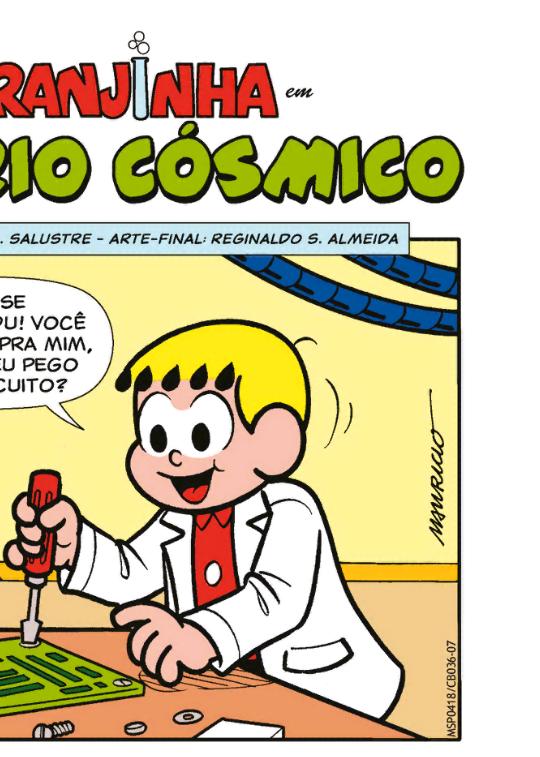 RANJINHA em
RIO CÓSMICO
. SALUSTRE - ARTE-FINAL: REGINALDO S. ALMEIDA
SE
OU! VOCÊ
PRA MIM,
EU PEGO
CUITO?
MAURICIO
MSP0418/CB036-07